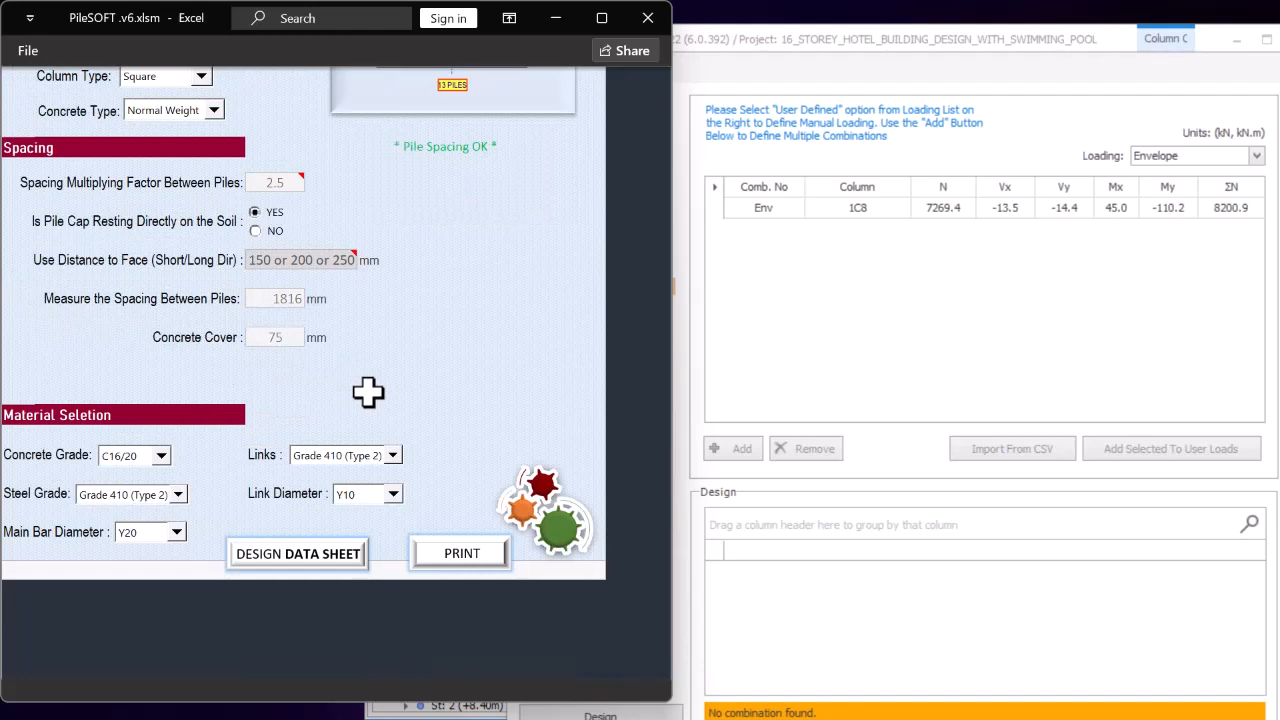 PileSOFT .v6.xlsm - Excel
Search
Sign in
File
Share
Column Type: Square
Concrete Type: Normal Weight
13 PILES
Spacing
* Pile Spacing OK *
Spacing Multiplying Factor Between Piles: 2.5
Is Pile Cap Resting Directly on the Soil : YES
NO
Use Distance to Face (Short/Long Dir) : 150 or 200 or 250 mm
Measure the Spacing Between Piles: 1816 mm
Concrete Cover : 75 mm
Material Seletion
Concrete Grade: C16/20
Links : Grade 410 (Type 2)
Steel Grade: Grade 410 (Type 2)
Link Diameter : Y10
Main Bar Diameter : Y20
DESIGN DATA SHEET
PRINT
22 (6.0.392) / Project: 16_STOREY_HOTEL_BUILDING_DESIGN_WITH_SWIMMING_POOL
Column C
Please Select "User Defined" option from Loading List on
the Right to Define Manual Loading. Use the "Add" Button
Below to Define Multiple Combinations
Units: (kN, kN.m)
Loading: Envelope
Comb. No Column N Vx Vy Mx My ΣN
Env 1C8 7269.4 -13.5 -14.4 45.0 -110.2 8200.9
Add
Remove
Import From CSV
Add Selected To User Loads
Design
Drag a column header here to group by that column
No combination found.
St: 2 (+8.40m)
Design